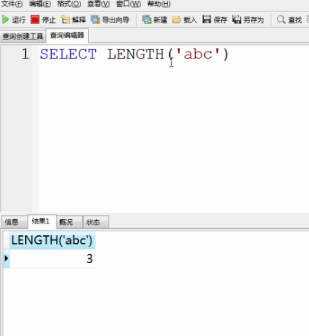 文件(F) 编辑(E) 格式(O) 查看(V) 窗口(W) 帮助(H)
运行 停止 解释 导出向导 新建 载入 保存 另存为 查找
查询创建工具 查询编辑器
1 SELECT LENGTH('abc')
信息 结果1 概况 状态
LENGTH('abc')
3